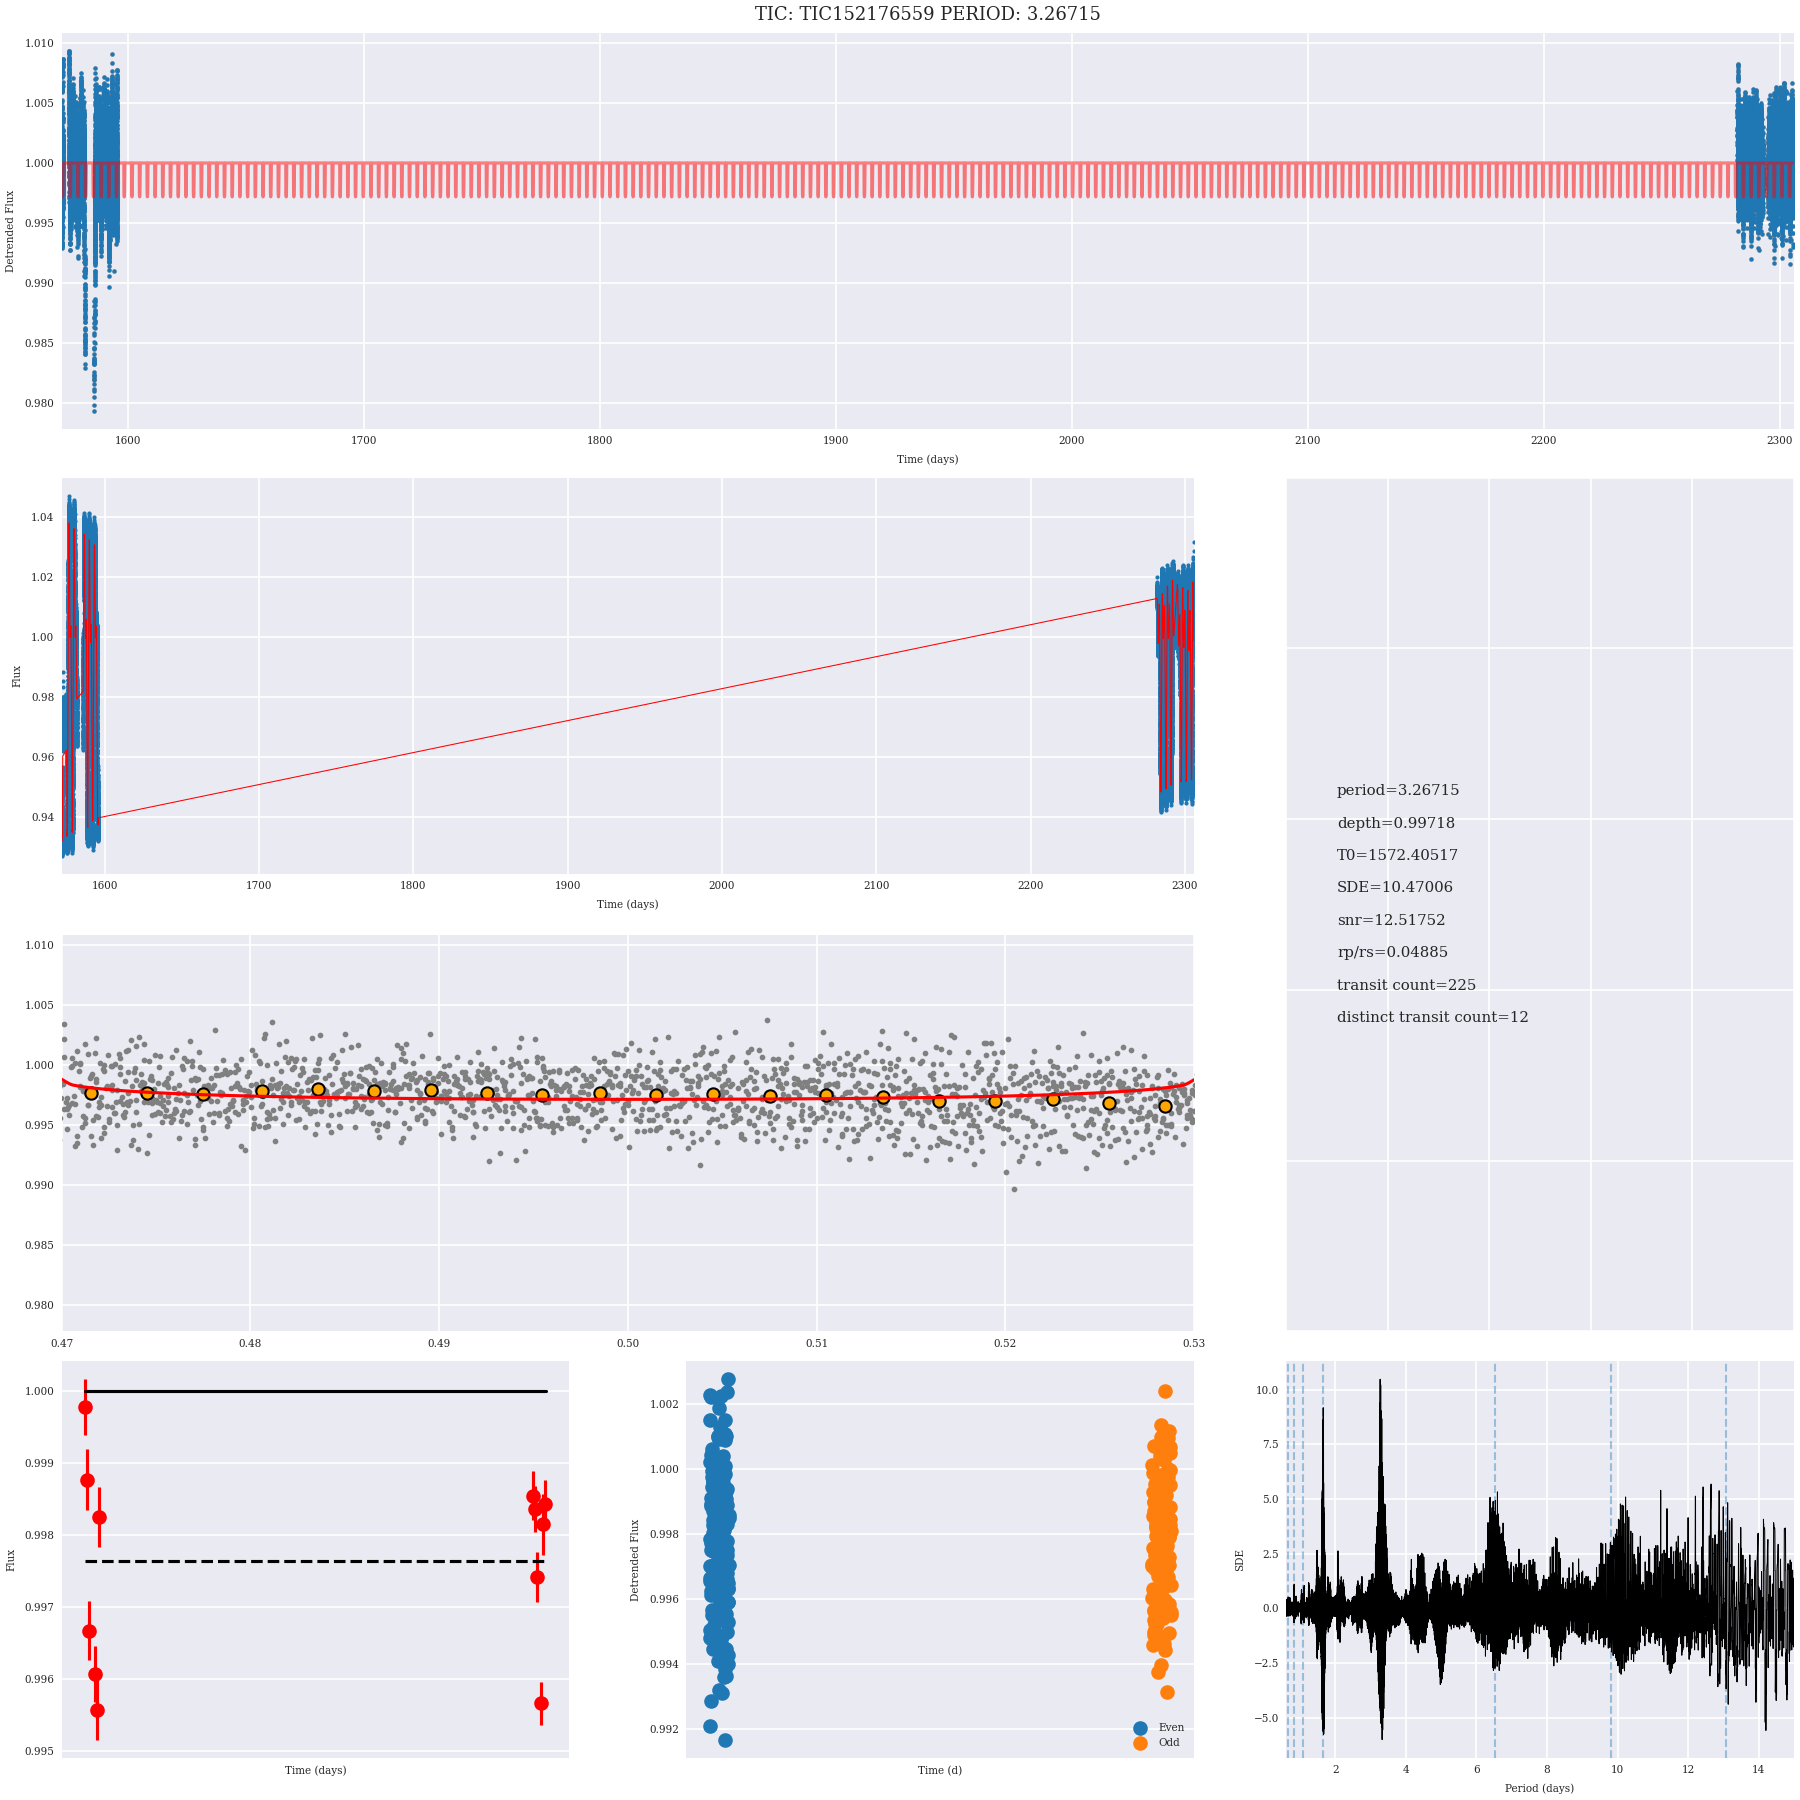 TIC: TIC152176559 PERIOD: 3.26715
1.010
1.005
1.000
0.995
0.990
0.985
0.980
Detrended Flux
1600 1700 1800 1900 2000 2100 2200 2300
Time (days)
1.04
1.02
1.00
0.98
0.96
0.94
Flux
1600 1700 1800 1900 2000 2100 2200 2300
Time (days)
period=3.26715
depth=0.99718
T0=1572.40517
SDE=10.47006
snr=12.51752
rp/rs=0.04885
transit count=225
distinct transit count=12
1.010
1.005
1.000
0.995
0.990
0.985
0.980
0.47 0.48 0.49 0.50 0.51 0.52 0.53
1.000
0.999
0.998
0.997
0.996
0.995
Flux
Time (days)
1.002
1.000
0.998
0.996
0.994
0.992
Detrended Flux
Time (d)
Even
Odd
10.0
7.5
5.0
2.5
0.0
−2.5
−5.0
SDE
2 4 6 8 10 12 14
Period (days)